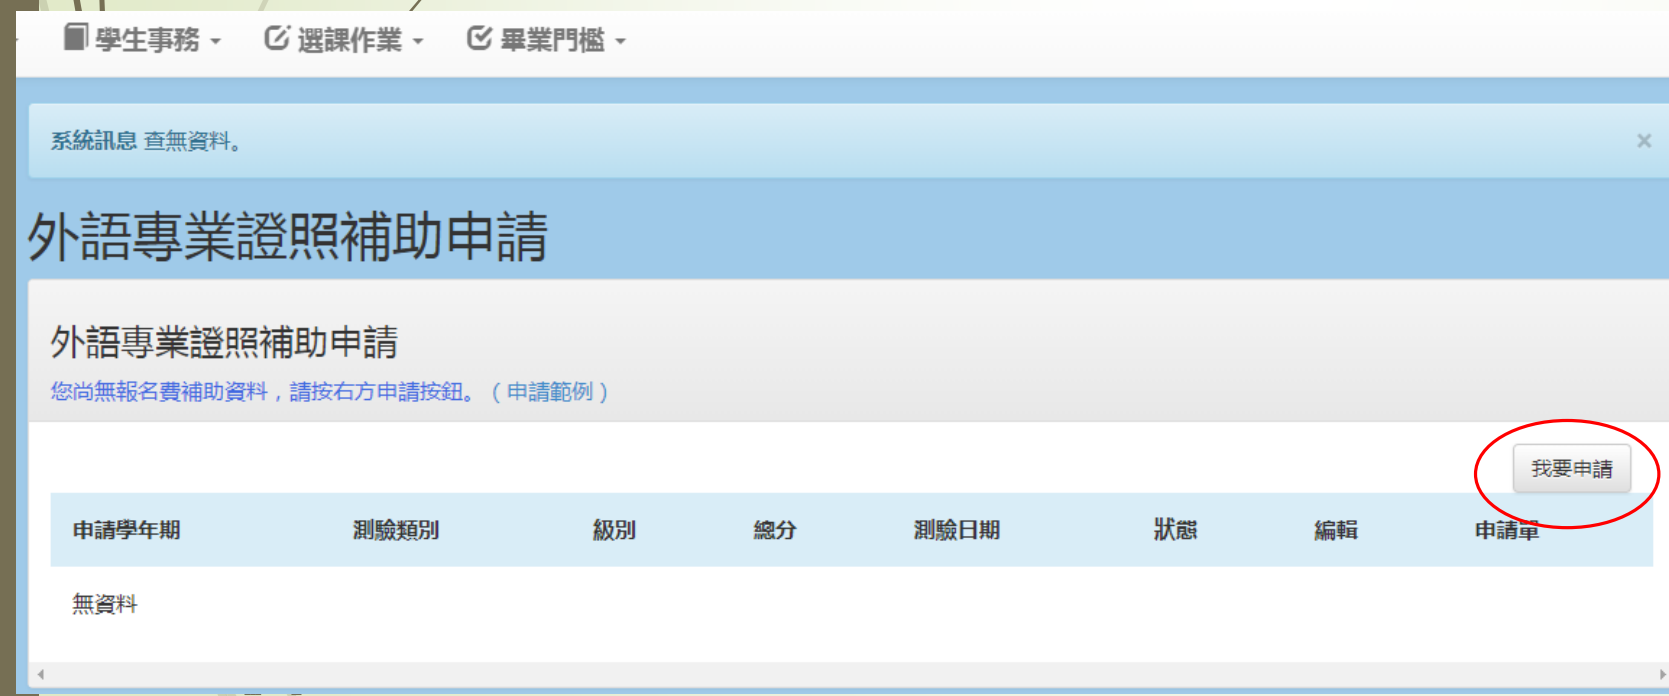 學生事務 選課作業 畢業門檻
系統訊息 查無資料。 ×
外語專業證照補助申請
外語專業證照補助申請
您尚無報名費補助資料，請按右方申請按鈕。（申請範例）
我要申請
申請學年期 測驗類別 級別 總分 測驗日期 狀態 編輯 申請單
無資料